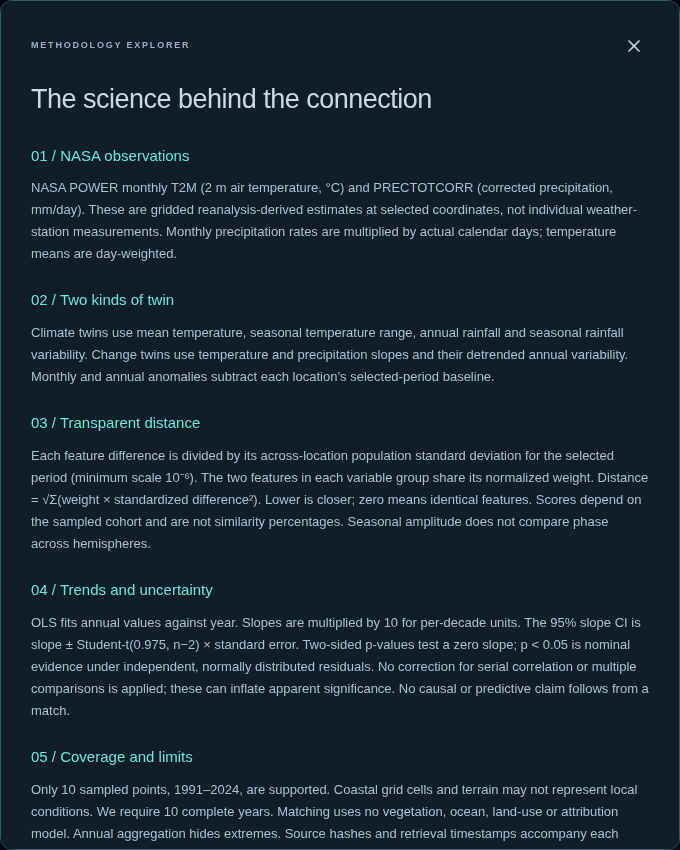 METHODOLOGY EXPLORER
The science behind the connection
01 / NASA observations
NASA POWER monthly T2M (2 m air temperature, °C) and PRECTOTCORR (corrected precipitation,
mm/day). These are gridded reanalysis-derived estimates at selected coordinates, not individual weather-
station measurements. Monthly precipitation rates are multiplied by actual calendar days; temperature
means are day-weighted.
02 / Two kinds of twin
Climate twins use mean temperature, seasonal temperature range, annual rainfall and seasonal rainfall
variability. Change twins use temperature and precipitation slopes and their detrended annual variability.
Monthly and annual anomalies subtract each location’s selected-period baseline.
03 / Transparent distance
Each feature difference is divided by its across-location population standard deviation for the selected
period (minimum scale 10⁻⁶). The two features in each variable group share its normalized weight. Distance
= √Σ(weight × standardized difference²). Lower is closer; zero means identical features. Scores depend on
the sampled cohort and are not similarity percentages. Seasonal amplitude does not compare phase
across hemispheres.
04 / Trends and uncertainty
OLS fits annual values against year. Slopes are multiplied by 10 for per-decade units. The 95% slope CI is
slope ± Student-t(0.975, n−2) × standard error. Two-sided p-values test a zero slope; p < 0.05 is nominal
evidence under independent, normally distributed residuals. No correction for serial correlation or multiple
comparisons is applied; these can inflate apparent significance. No causal or predictive claim follows from a
match.
05 / Coverage and limits
Only 10 sampled points, 1991–2024, are supported. Coastal grid cells and terrain may not represent local
conditions. We require 10 complete years. Matching uses no vegetation, ocean, land-use or attribution
model. Annual aggregation hides extremes. Source hashes and retrieval timestamps accompany each